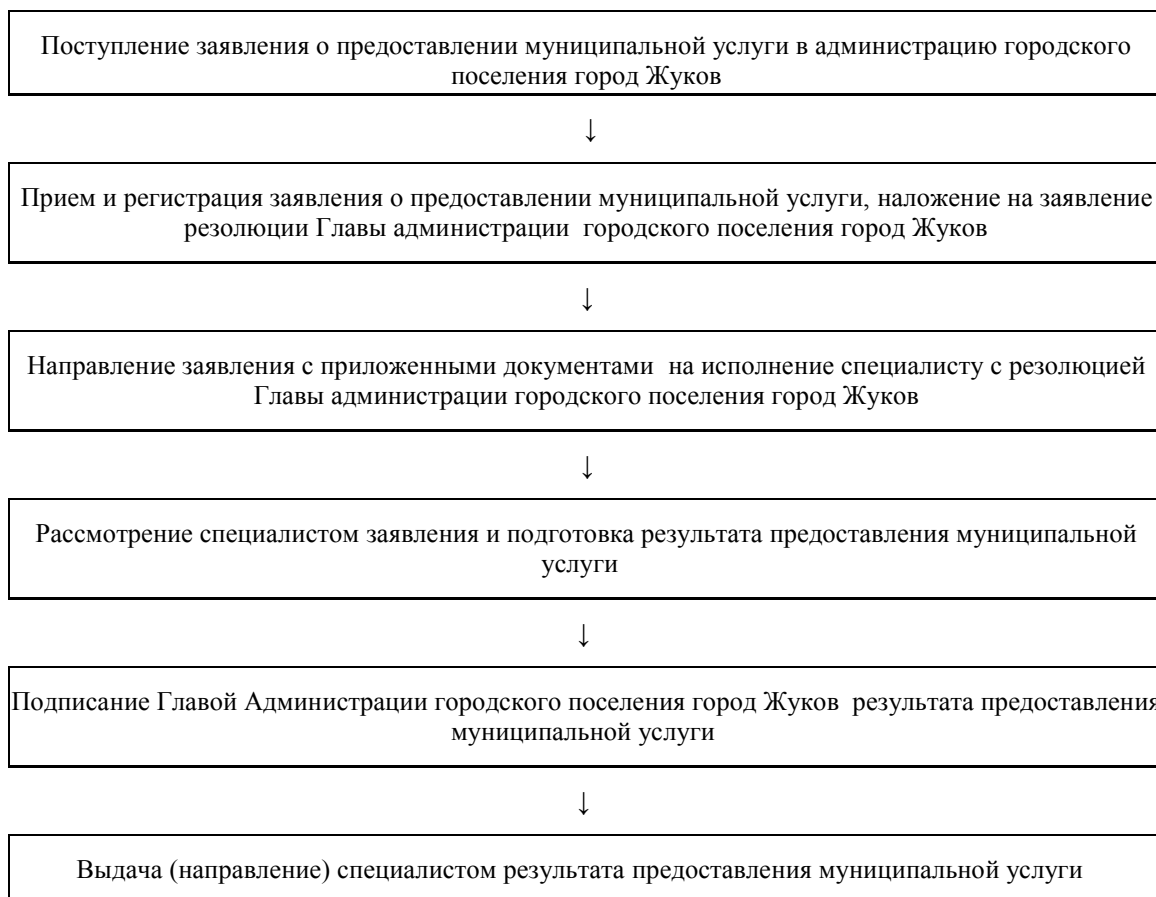 Поступление заявления о предоставлении муниципальной услуги в администрацию городского
поселения город Жуков
↓
Прием и регистрация заявления о предоставлении муниципальной услуги, наложение на заявление
резолюции Главы администрации городского поселения город Жуков
↓
Направление заявления с приложенными документами на исполнение специалисту с резолюцией
Главы администрации городского поселения город Жуков
↓
Рассмотрение специалистом заявления и подготовка результата предоставления муниципальной
услуги
↓
Подписание Главой Администрации городского поселения город Жуков результата предоставления
муниципальной услуги
↓
Выдача (направление) специалистом результата предоставления муниципальной услуги